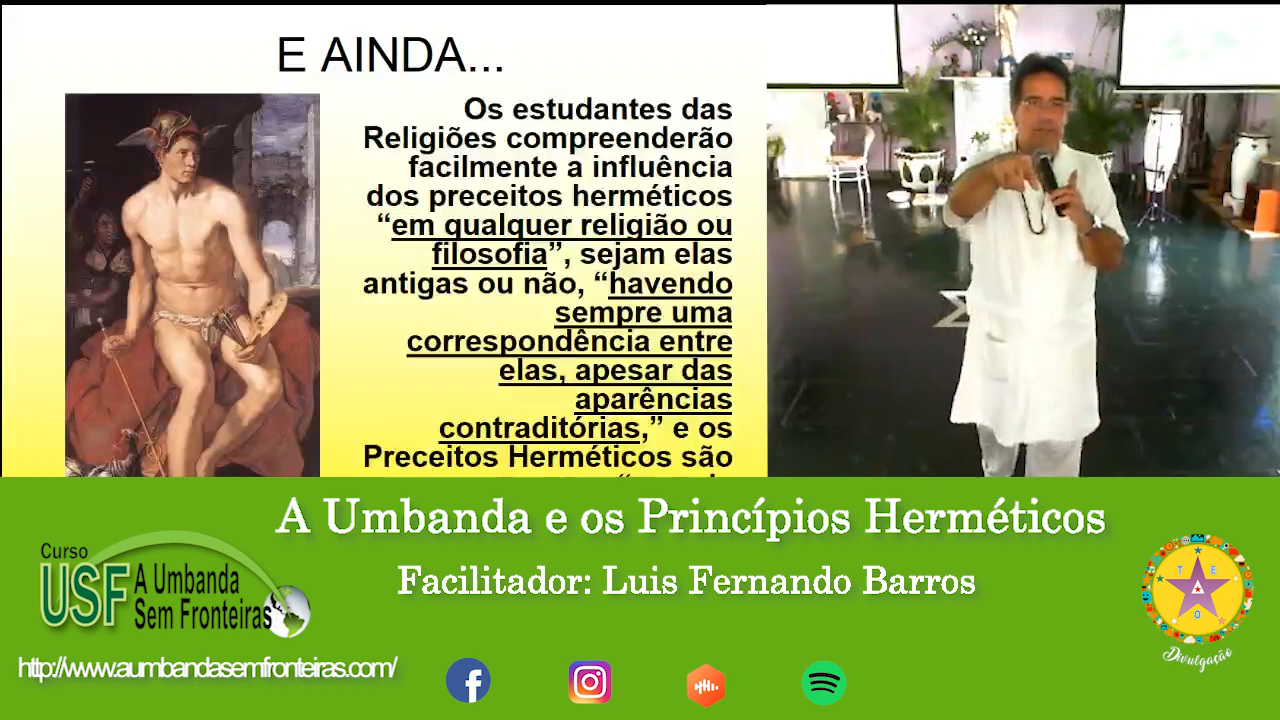 E AINDA...
Os estudantes das
Religiões compreenderão
facilmente a influência
dos preceitos herméticos
“em qualquer religião ou
filosofia”, sejam elas
antigas ou não, “havendo
sempre uma
correspondência entre
elas, apesar das
aparências
contraditórias,” e os
Preceitos Herméticos são
A Umbanda e os Princípios Herméticos
Facilitador: Luis Fernando Barros
Curso
USF
A Umbanda
Sem Fronteiras
http://www.aumbandasemfronteiras.com/
T E
A
O
Divulgação